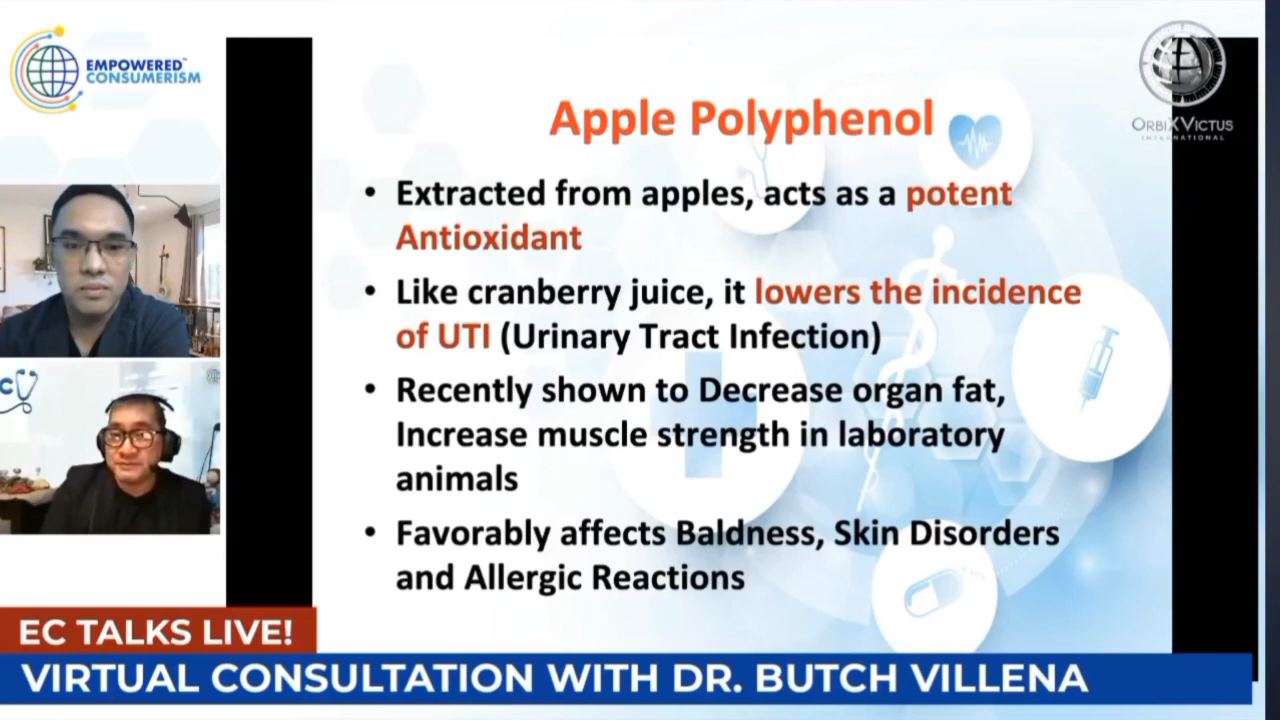 EMPOWERED™
CONSUMERISM
ORBIXVICTUS
INTERNATIONAL
Apple Polyphenol
• Extracted from apples, acts as a potent
Antioxidant
• Like cranberry juice, it lowers the incidence
of UTI (Urinary Tract Infection)
• Recently shown to Decrease organ fat,
Increase muscle strength in laboratory
animals
• Favorably affects Baldness, Skin Disorders
and Allergic Reactions
EC TALKS LIVE!
VIRTUAL CONSULTATION WITH DR. BUTCH VILLENA